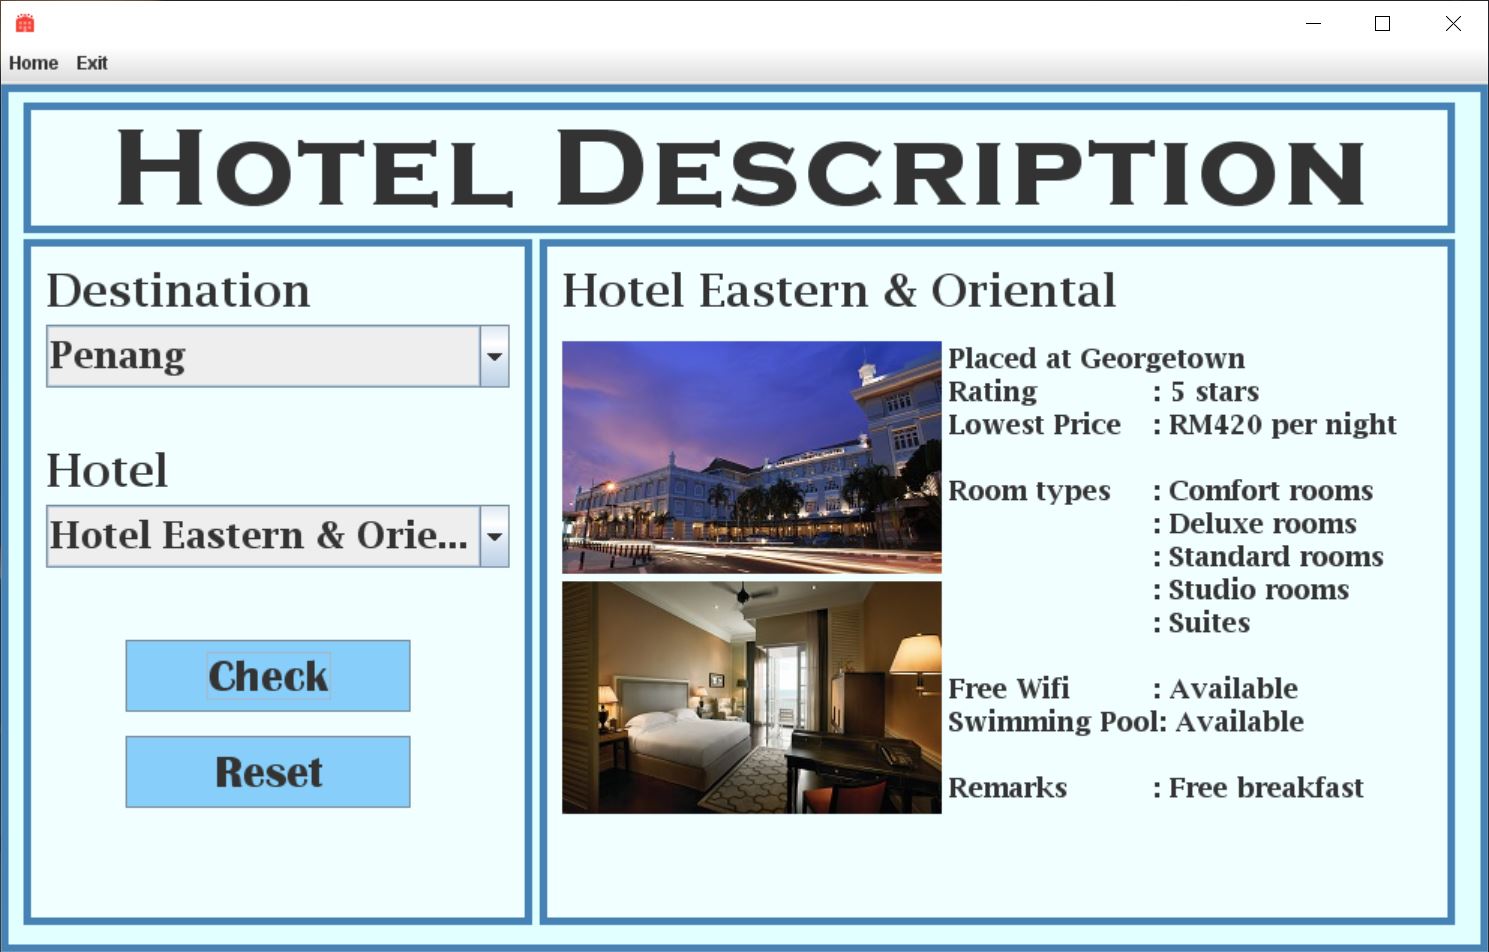 Home Exit
Hotel Description
Destination
Penang
Hotel
Hotel Eastern & Orie...
Check
Reset
Hotel Eastern & Oriental
Placed at Georgetown
Rating : 5 stars
Lowest Price : RM420 per night
Room types : Comfort rooms
: Deluxe rooms
: Standard rooms
: Studio rooms
: Suites
Free Wifi : Available
Swimming Pool: Available
Remarks : Free breakfast